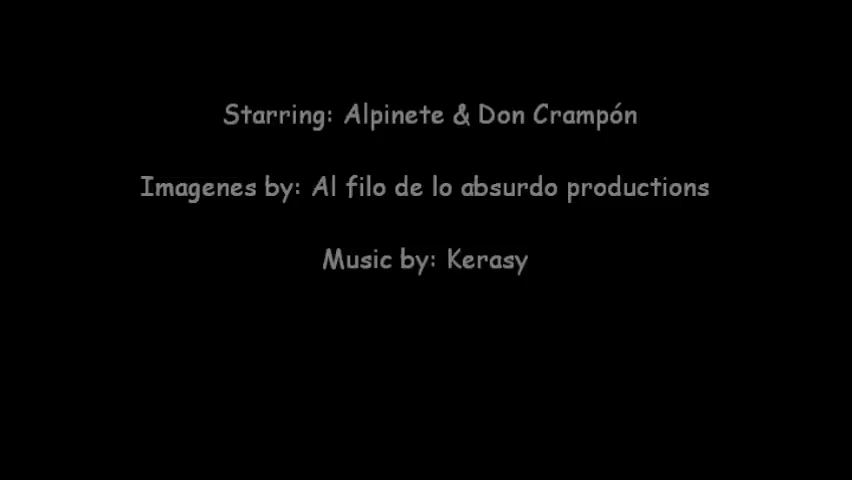 Starring: Alpinete & Don Crampón
Imagenes by: Al filo de lo absurdo productions
Music by: Kerasy